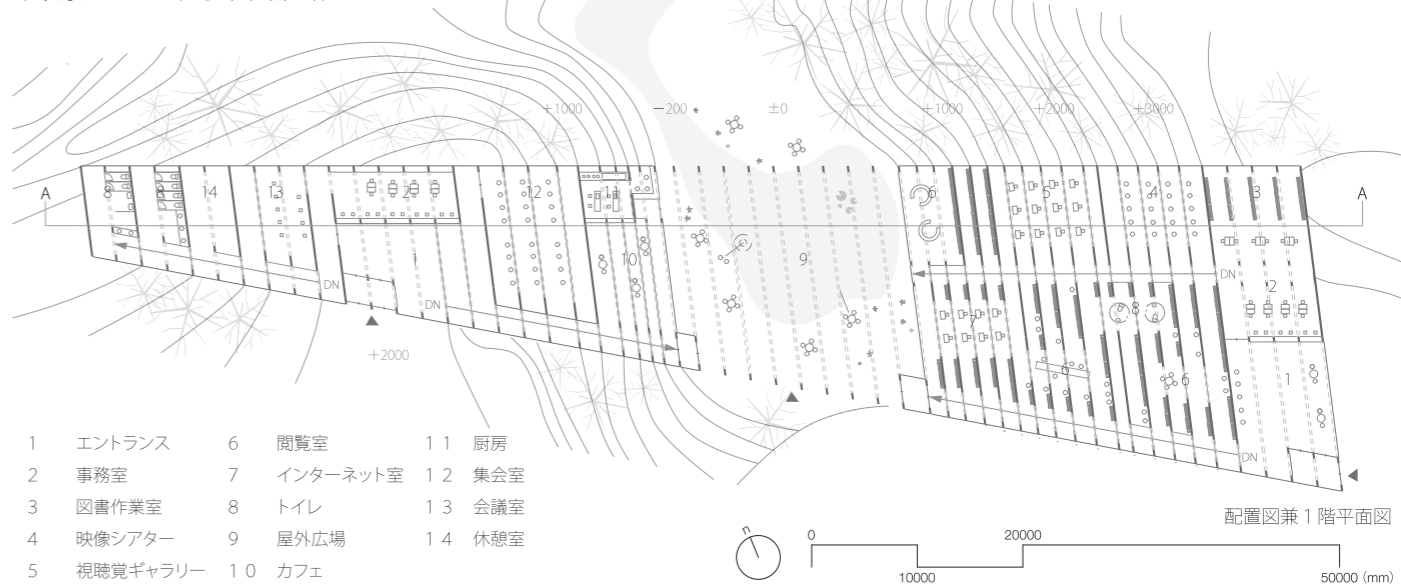 +1000 −200 ±0 +1000 +2000 +3000
A 8 8 14 13 2 12 11 6 5 4 3 A
1 10 9 2
DN DN DN
7 8
+2000 6 6 1
DN
1 エントランス 6 閲覧室 11 厨房
2 事務室 7 インターネット室 12 集会室
3 図書作業室 8 トイレ 13 会議室
4 映像シアター 9 屋外広場 14 休憩室
5 視聴覚ギャラリー 10 カフェ
配置図兼1階平面図
n
0 20000
10000 50000 (mm)